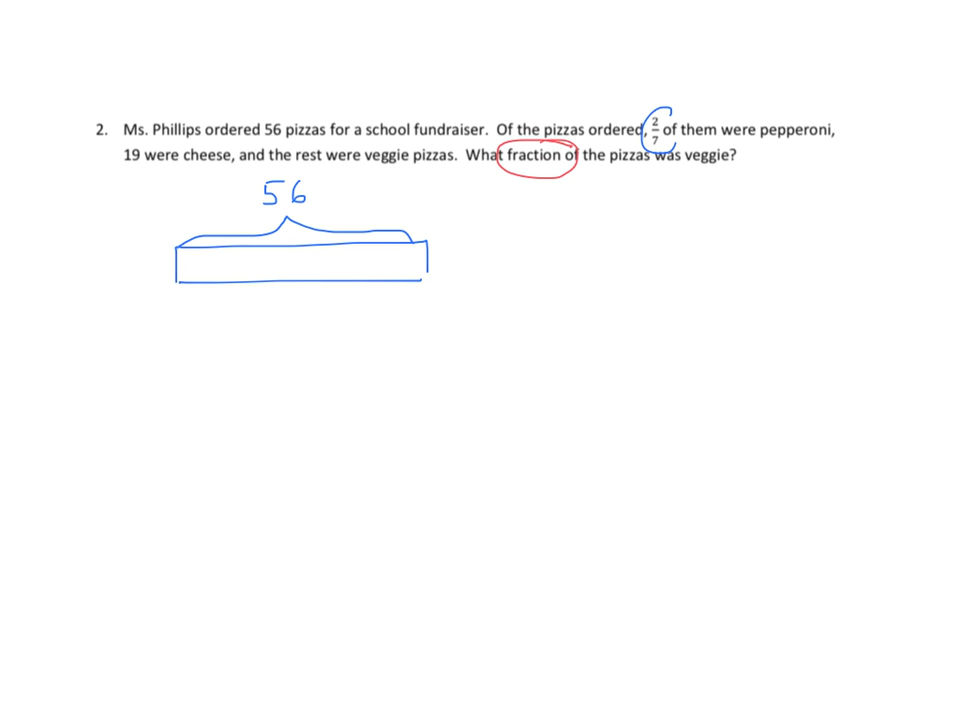 2. Ms. Phillips ordered 56 pizzas for a school fundraiser. Of the pizzas ordered, 2/7 of them were pepperoni,
19 were cheese, and the rest were veggie pizzas. What fraction of the pizzas was veggie?
56